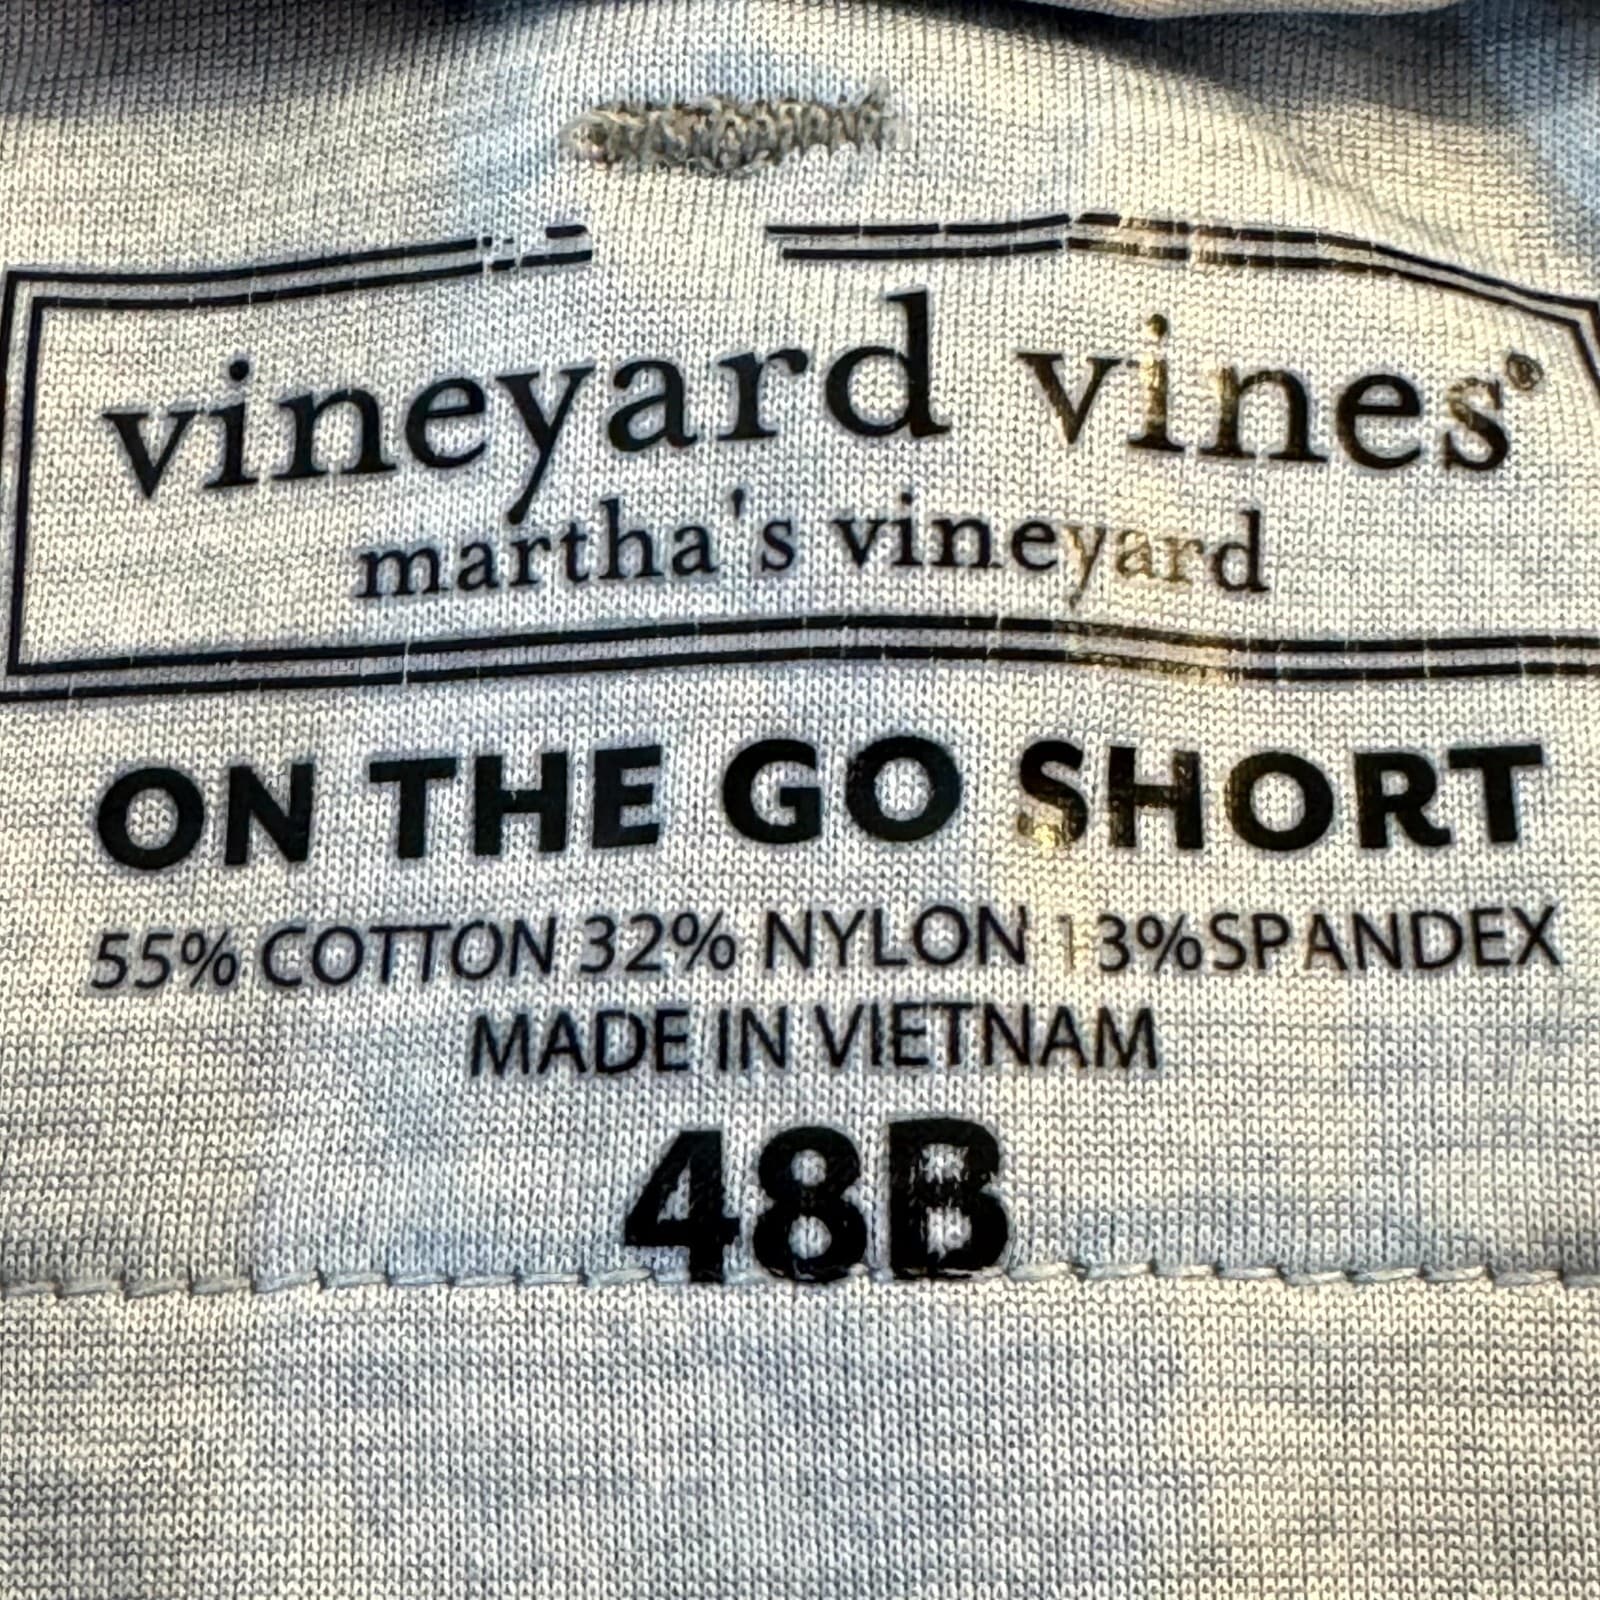 vineyard vines®
martha's vineyard
ON THE GO SHORT
55% COTTON 32% NYLON 13%SPANDEX
MADE IN VIETNAM
48B